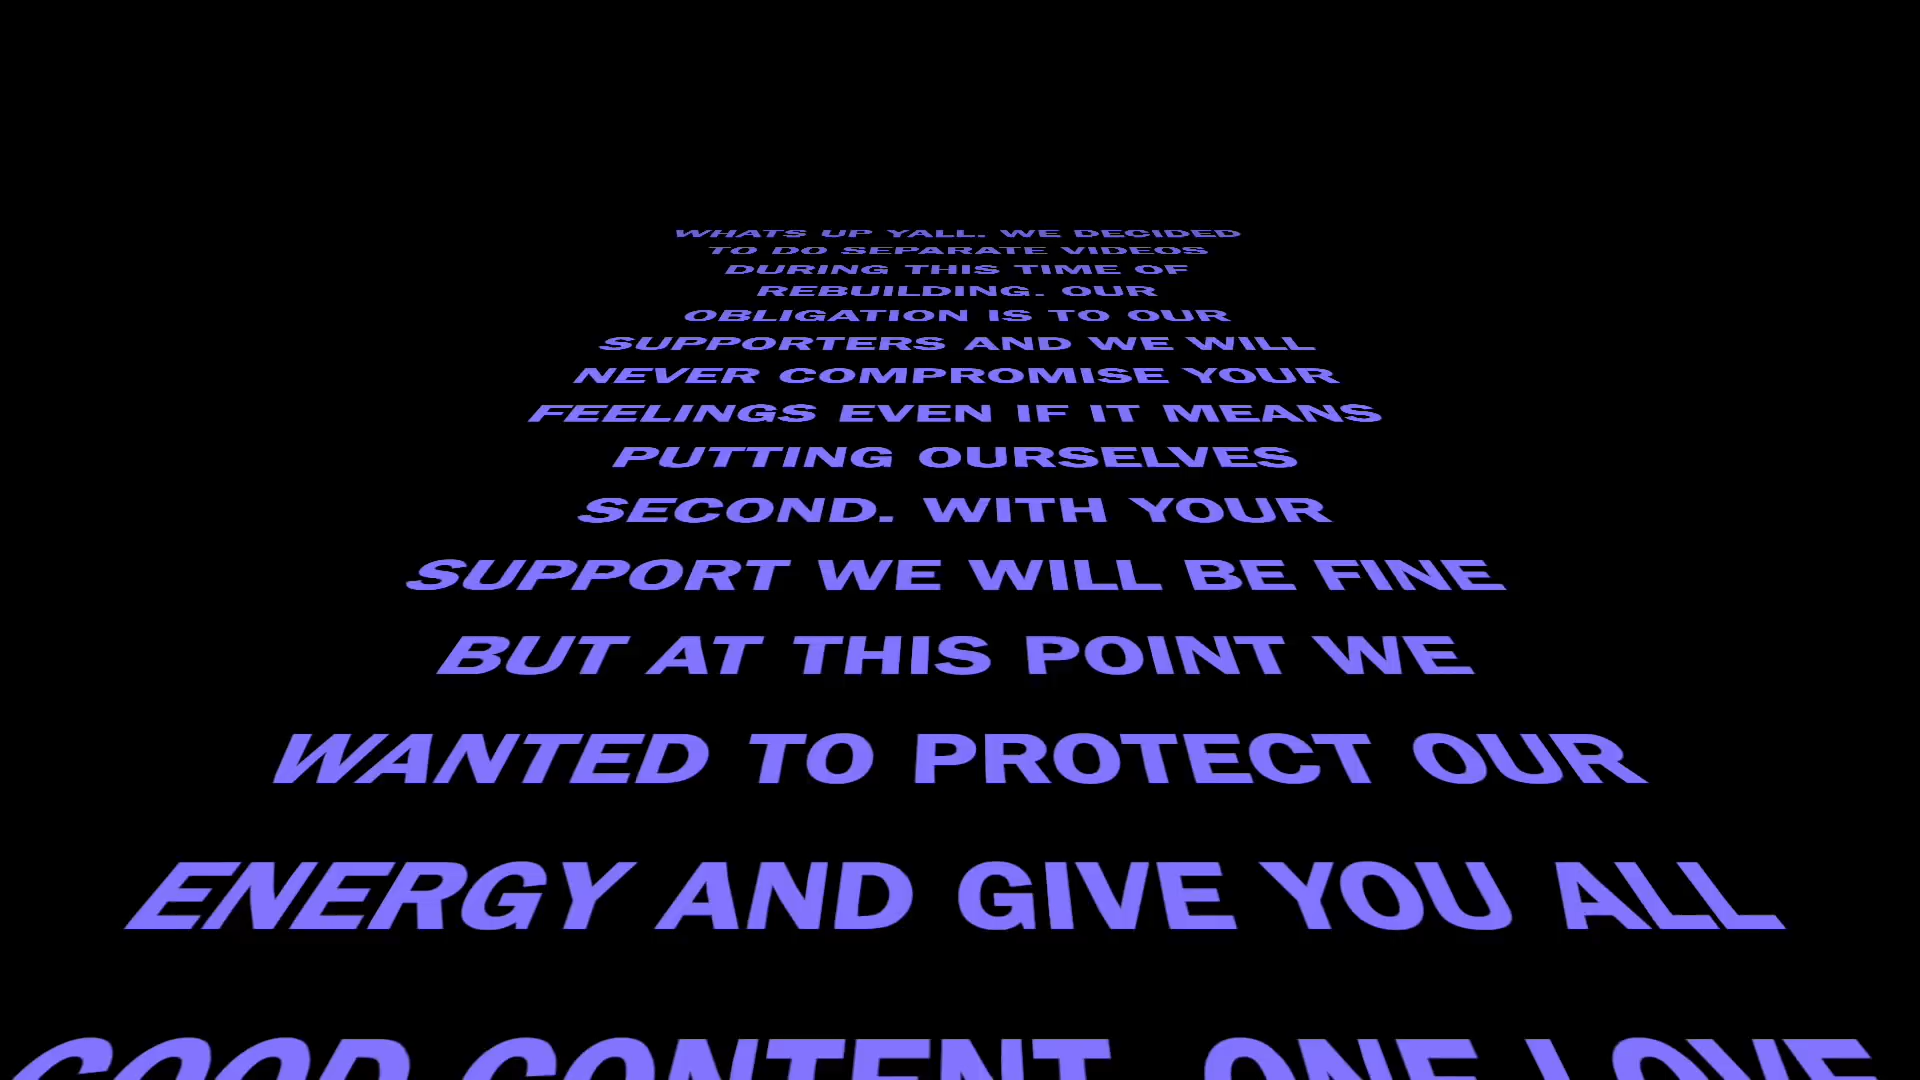 WHATS UP YALL. WE DECIDED
TO DO SEPARATE VIDEOS
DURING THIS TIME OF
REBUILDING. OUR
OBLIGATION IS TO OUR
SUPPORTERS AND WE WILL
NEVER COMPROMISE YOUR
FEELINGS EVEN IF IT MEANS
PUTTING OURSELVES
SECOND. WITH YOUR
SUPPORT WE WILL BE FINE
BUT AT THIS POINT WE
WANTED TO PROTECT OUR
ENERGY AND GIVE YOU ALL
GOOD CONTENT. ONE LOVE